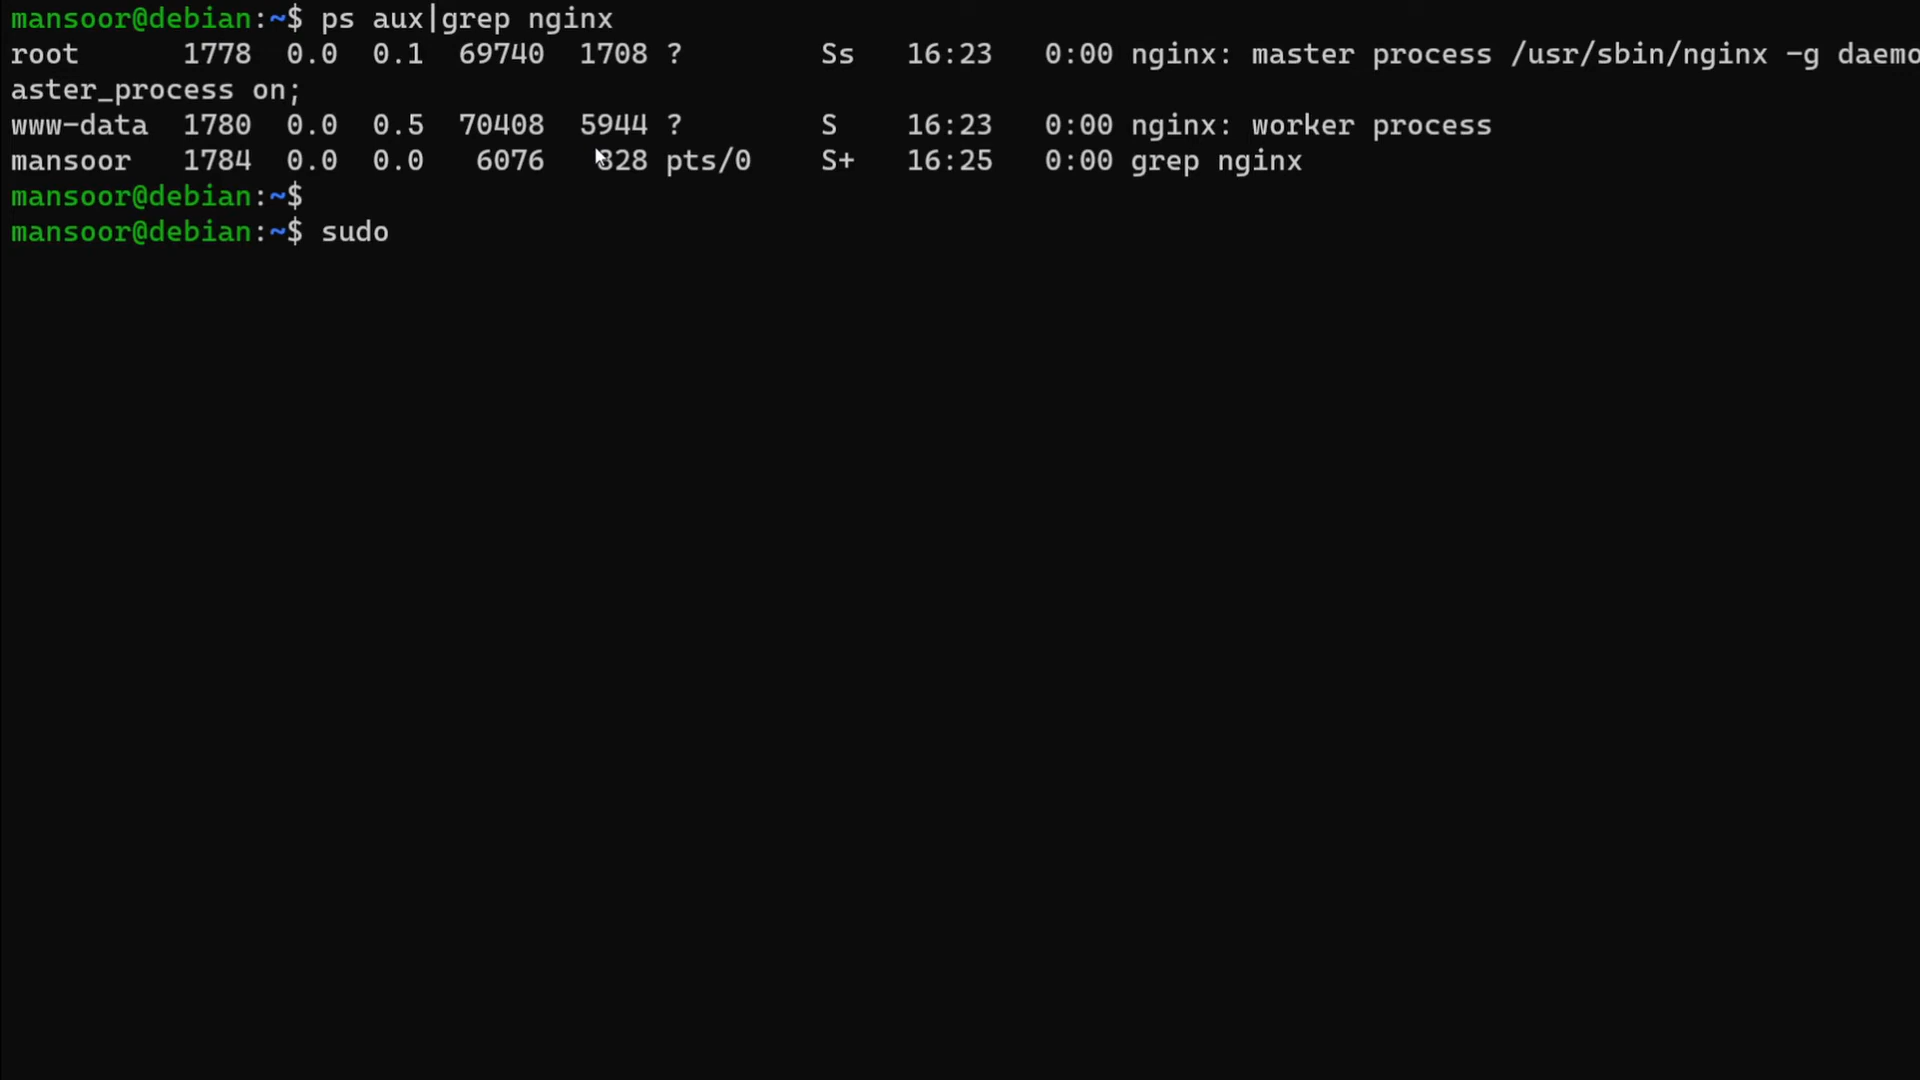 mansoor@debian:~$ ps aux|grep nginx
root      1778  0.0  0.1  69740  1708 ?        Ss   16:23   0:00 nginx: master process /usr/sbin/nginx -g daemo
aster_process on;
www-data  1780  0.0  0.5  70408  5944 ?        S    16:23   0:00 nginx: worker process
mansoor   1784  0.0  0.0   6076   828 pts/0    S+   16:25   0:00 grep nginx
mansoor@debian:~$
mansoor@debian:~$ sudo